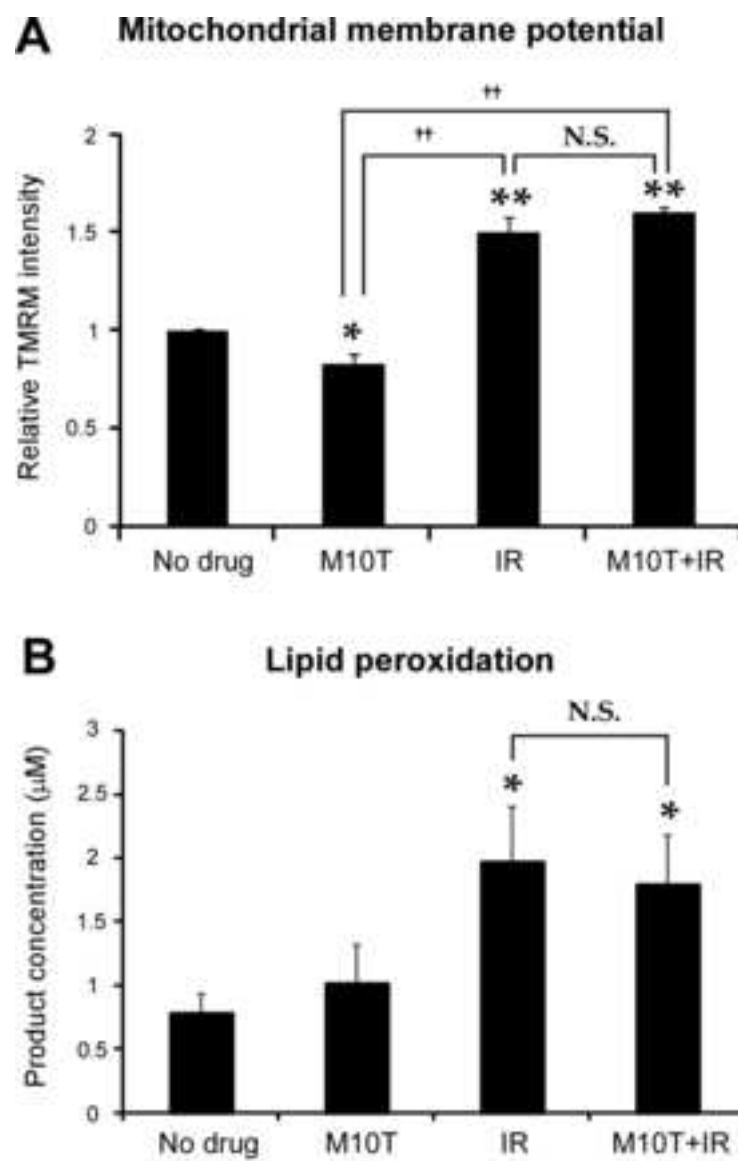 A Mitochondrial membrane potential
††
†† N.S.
2
** **
1.5
*
1
0.5
0
Relative TMRM intensity
No drug M10T IR M10T+IR
B Lipid peroxidation
N.S.
3
* *
2.5
2
1.5
1
0.5
0
Product concentration (µM)
No drug M10T IR M10T+IR